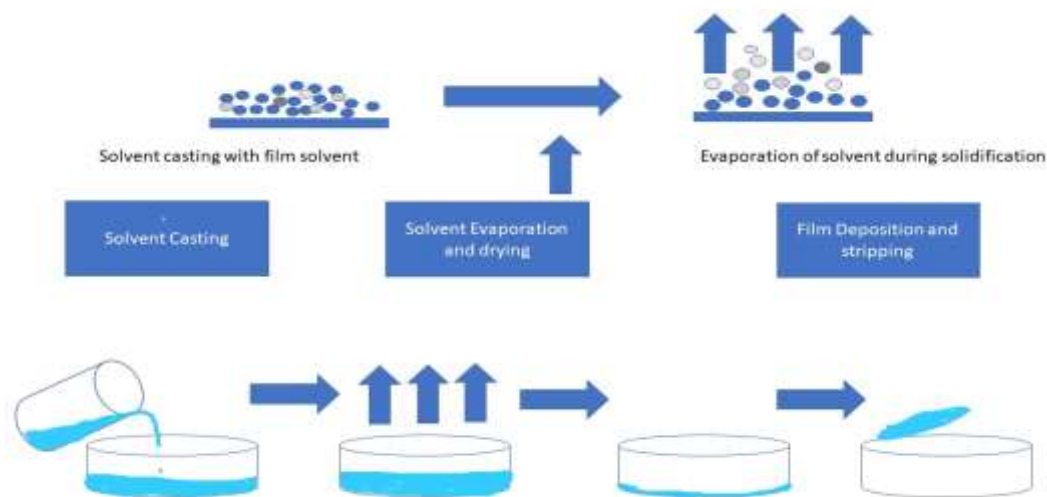 Solvent casting with film solvent
Evaporation of solvent during solidification
Solvent Casting
Solvent Evaporation
and drying
Film Deposition and
stripping